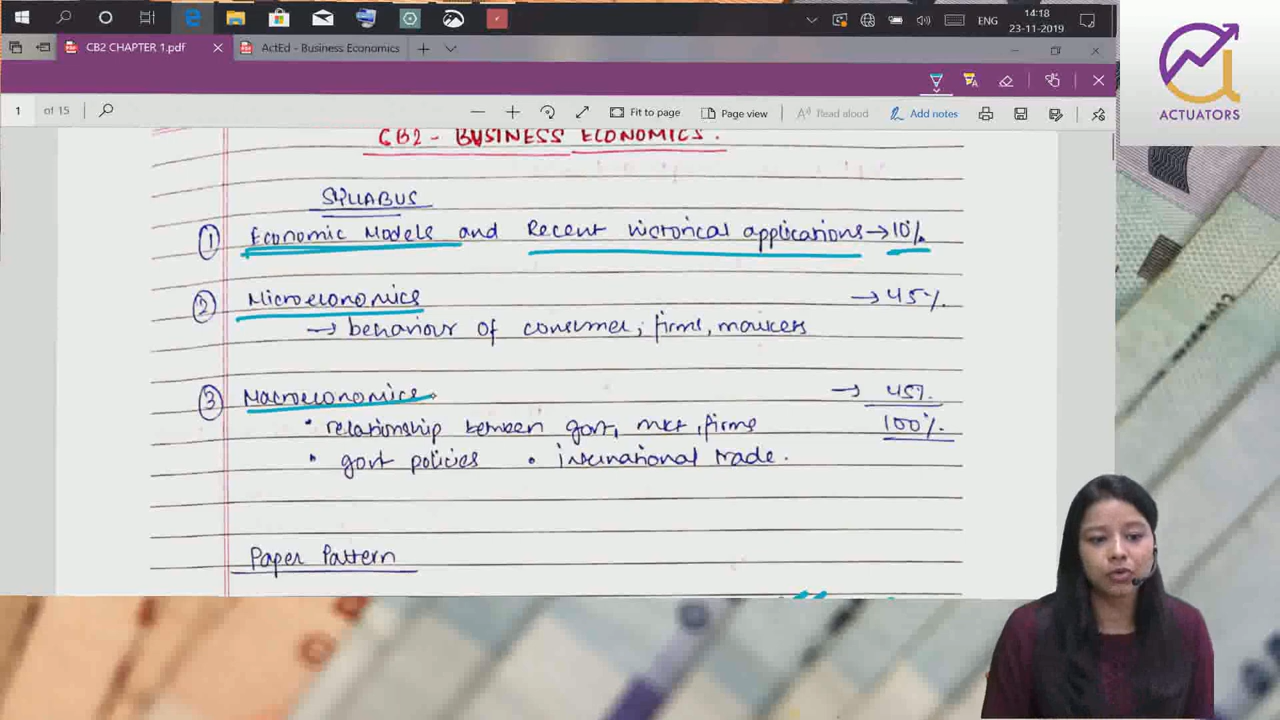 14:18
ENG
23-11-2019
CB2 CHAPTER 1.pdf
ActEd - Business Economics
1 of 15
Fit to page
Page view
Read aloud
Add notes
ACTUATORS
CB2 - BUSINESS ECONOMICS.
SYLLABUS
① Economic Models and Recent Historical applications → 10%
② Microeconomics → 45%.
→ behaviour of consumer, firms, markets
③ Macroeconomics → 45%.
• relationship between govt, mkt, firms 100%.
• govt policies • international trade.
Paper Pattern